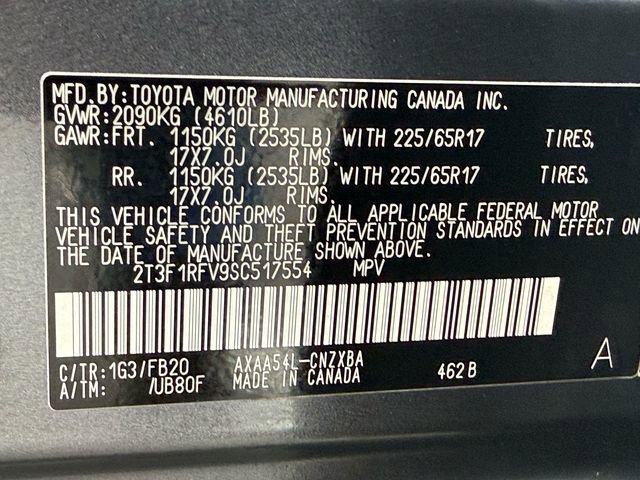 MFD. BY: TOYOTA MOTOR MANUFACTURING CANADA INC.
GVWR: 2090KG (4610LB)
GAWR: FRT. 1150KG (2535LB) WITH 225/65R17 TIRES,
17X7.0J RIMS.
RR. 1150KG (2535LB) WITH 225/65R17 TIRES,
17X7.0J RIMS.
THIS VEHICLE CONFORMS TO ALL APPLICABLE FEDERAL MOTOR
VEHICLE SAFETY AND THEFT PREVENTION STANDARDS IN EFFECT ON
THE DATE OF MANUFACTURE SHOWN ABOVE.
2T3F1RFV9SC517554 MPV
C/TR: 1G3/FB20 AXAA54L-CNZXBA 462B A
A/TM: /UB80F MADE IN CANADA